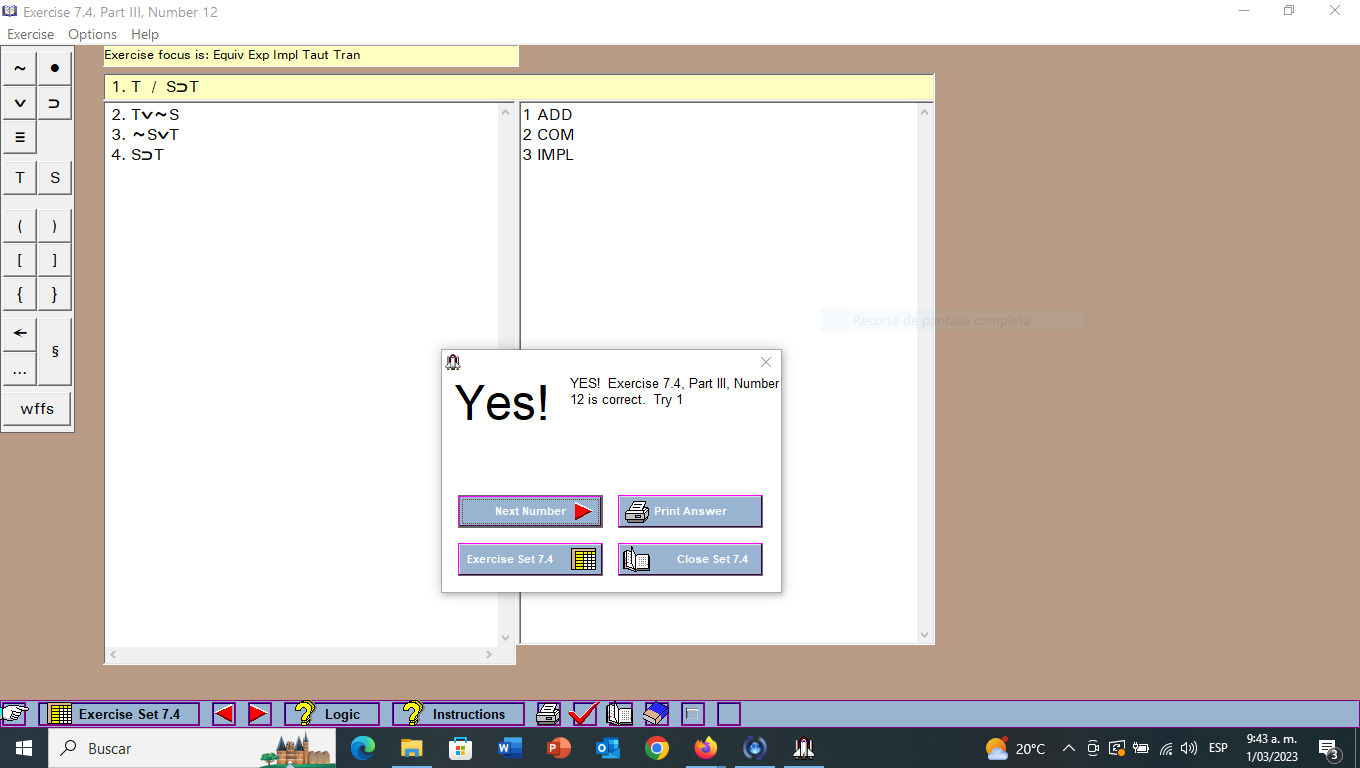 Exercise 7.4, Part III, Number 12
Exercise Options Help
Exercise focus is: Equiv Exp Impl Taut Tran
~ •
∨ ⊃
≡
T S
( )
[ ]
{ }
← §
...
wffs
1. T / S⊃T
2. T∨~S
3. ~S∨T
4. S⊃T
1 ADD
2 COM
3 IMPL
Recorte de pantalla completa
Yes!
YES! Exercise 7.4, Part III, Number
12 is correct. Try 1
Next Number Print Answer
Exercise Set 7.4 Close Set 7.4
Exercise Set 7.4 Logic Instructions
Buscar
20°C
ESP
9:43 a. m.
1/03/2023
3